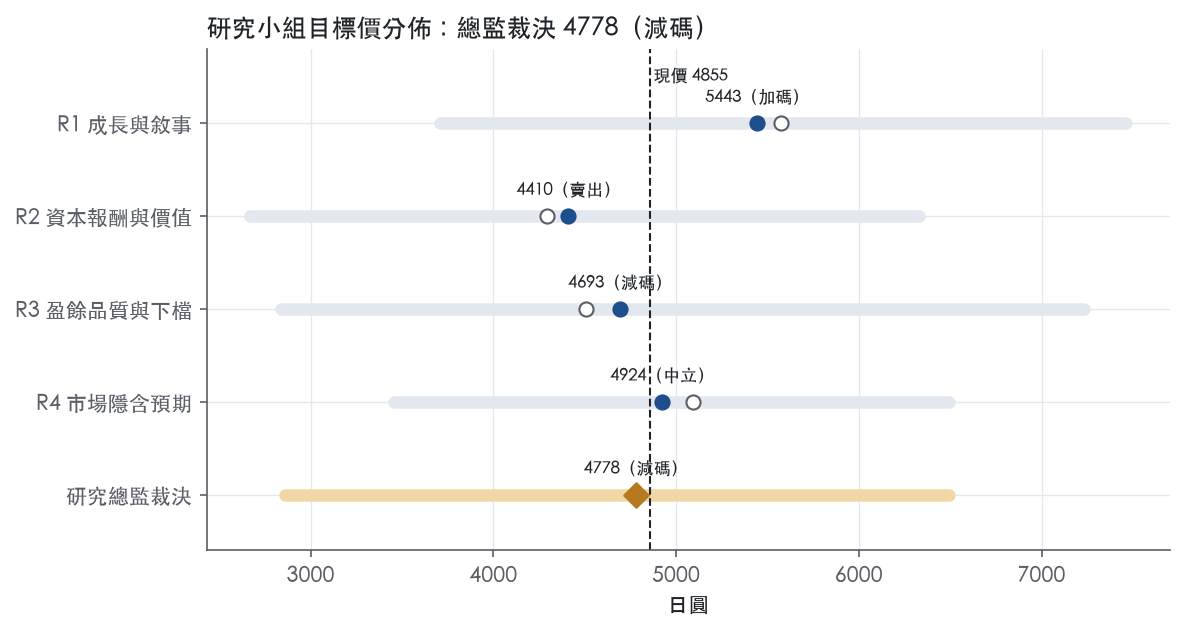 研究小組目標價分佈：總監裁決 4778（減碼）
現價 4855
5443（加碼）
R1 成長與敘事
4410（賣出）
R2 資本報酬與價值
4693（減碼）
R3 盈餘品質與下檔
4924（中立）
R4 市場隱含預期
4778（減碼）
研究總監裁決
3000 4000 5000 6000 7000
日圓